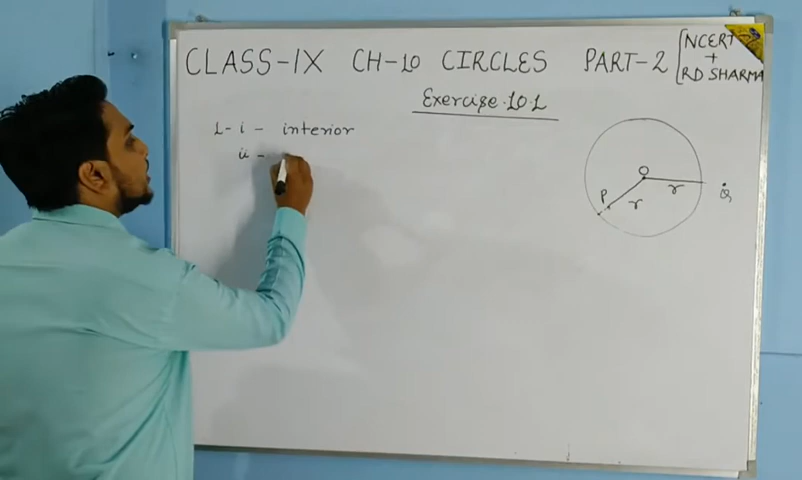 CLASS-IX CH-10 CIRCLES PART-2 [NCERT
+
RD SHARMA
Exercise.10.1
1- i - interior
ii -
O
r
P
r
Q